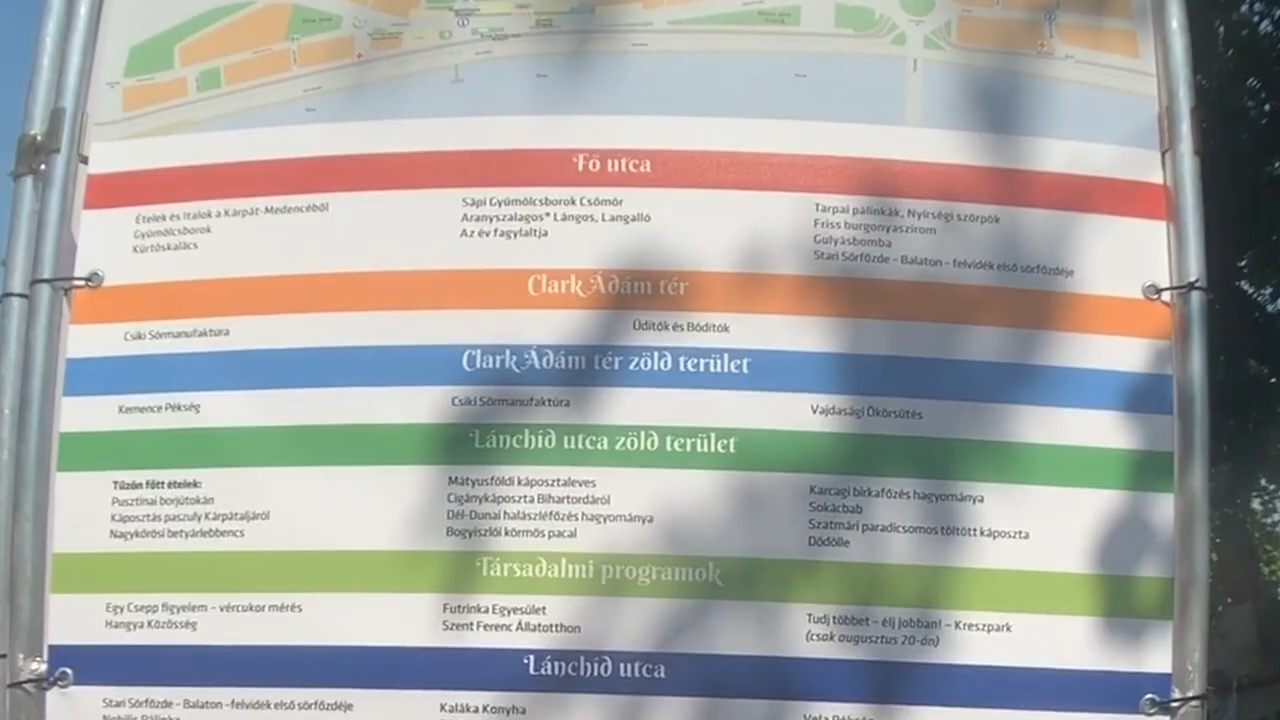 Fő utca
Ételek és Italok a Kárpát-Medencéből
Gyümölcsborok
Kürtőskalács
Sápi Gyümölcsborok Csömör
Aranyszalagos* Lángos, Langalló
Az év fagylaltja
Tarpai pálinkák, Nyírségi szörpök
Friss burgonyaszirom
Gulyásbomba
Stari Sörfőzde – Balaton – felvidék első sörfőzdéje
Clark Ádám tér
Csíki Sörmanufaktúra
Üdítők és Bódítók
Clark Ádám tér zöld terület
Kemence Pékség
Csíki Sörmanufaktúra
Vajdasági Ökörsütés
Lánchíd utca zöld terület
Tűzön főtt ételek:
Pusztinai borjútokán
Káposztás paszuly Kárpátaljáról
Nagykőrösi betyárlebbencs
Mátyusföldi káposztaleves
Cigánykáposzta Bihartordáról
Dél-Dunai halászléfőzés hagyománya
Bogyiszlói körmös pacal
Karcagi birkafőzés hagyománya
Sokácbab
Szatmári paradicsomos töltött káposzta
Dödölle
Társadalmi programok
Egy Csepp figyelem – vércukor mérés
Hangya Közösség
Futrinka Egyesület
Szent Ferenc Állatotthon
Tudj többet – élj jobban! – Kreszpark
(csak augusztus 20-án)
Lánchíd utca
Stari Sörfőzde – Balaton –felvidék első sörfőzdéje
Kaláka Konyha